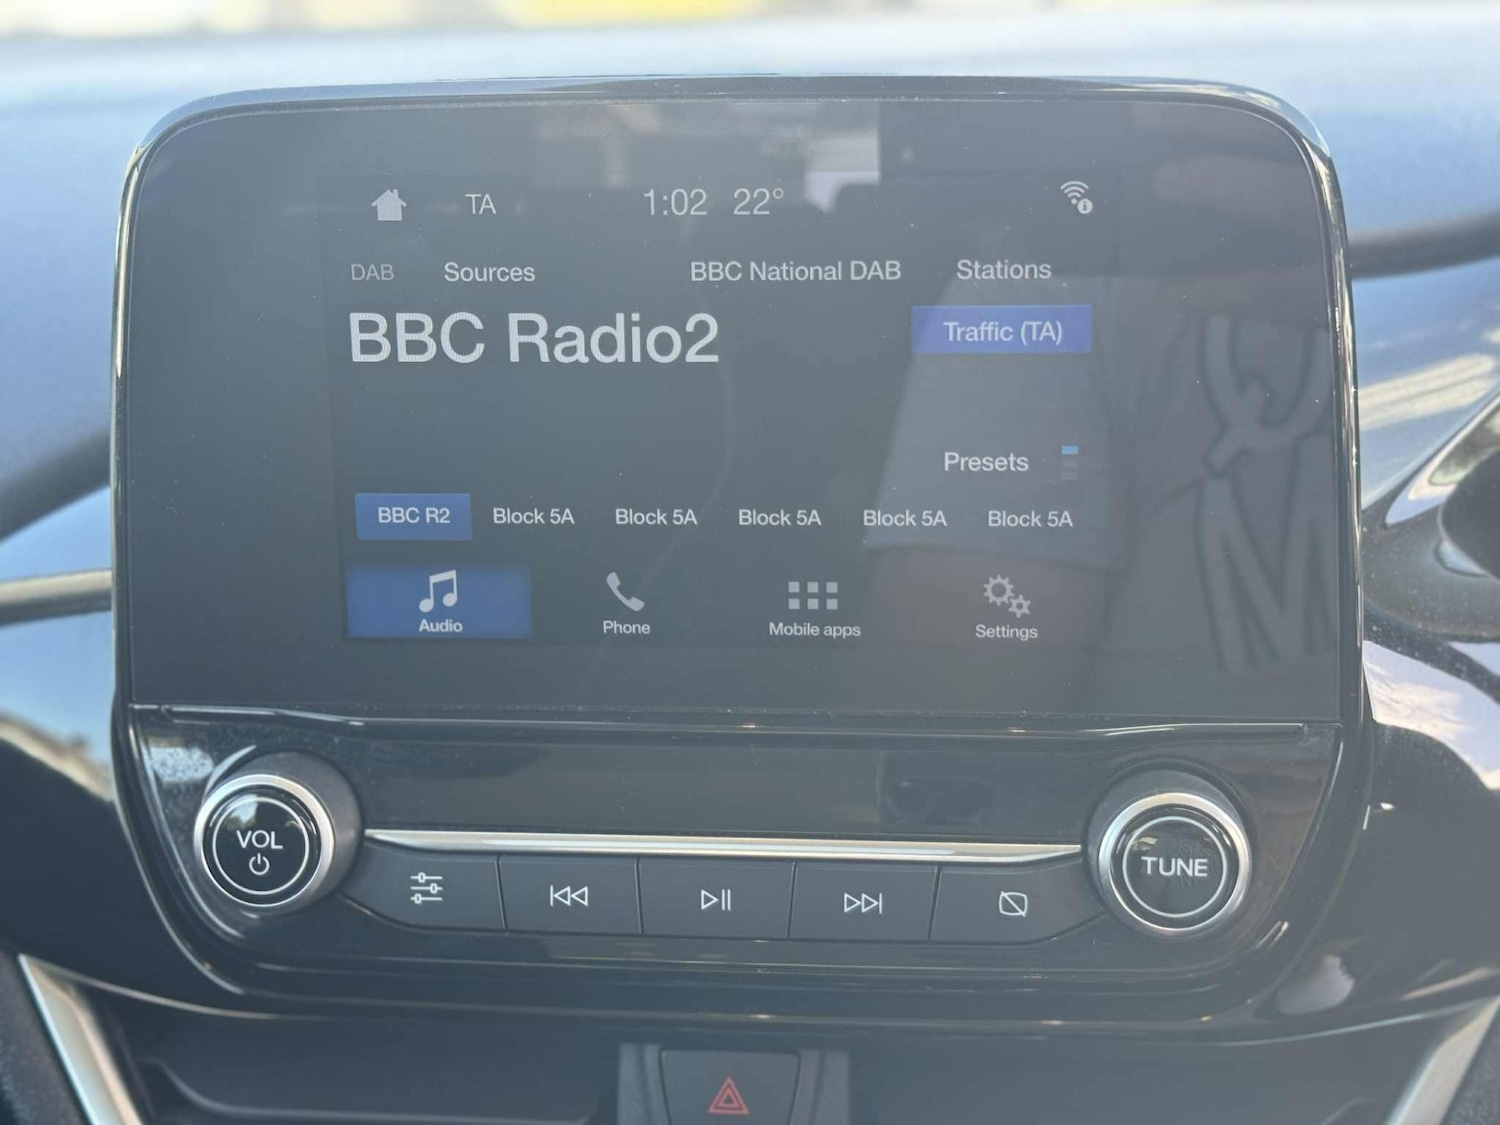 TA 1:02 22°
DAB Sources BBC National DAB Stations
BBC Radio2
Traffic (TA)
Presets
BBC R2 Block 5A Block 5A Block 5A Block 5A Block 5A
Audio Phone Mobile apps Settings
VOL
TUNE